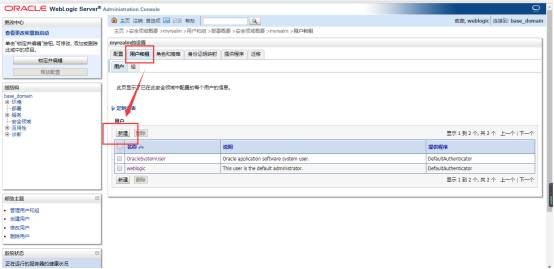 ORACLE WebLogic Server® Administration Console
更改中心
查看更改和重新启动
单击"锁定并编辑"按钮, 可修改, 添加或删除此域中的项目。
锁定并编辑
释放配置
域结构
base_domain
环境
部署
服务
安全领域
互用性
诊断
帮助主题
管理用户和组
创建用户
修改用户
删除用户
系统状态
正在运行的服务器的健康状况
主页 注销 首选项 记录 帮助
欢迎, weblogic 连接到: base_domain
主页 >安全领域概要 >myrealm >用户和组 >部署概要 >安全领域概要 >myrealm >用户和组
myrealm的设置
配置 用户和组 角色和策略 身份证明映射 提供程序 迁移
用户 组
此页显示了已在此安全领域中配置的每个用户的信息。
用户
新建 删除
显示 1 到 2 个, 共 2 个 上一个 | 下一个
名称 说明 提供程序
OracleSystemUser Oracle application software system user. DefaultAuthenticator
weblogic This user is the default administrator. DefaultAuthenticator
新建 删除
显示 1 到 2 个, 共 2 个 上一个 | 下一个